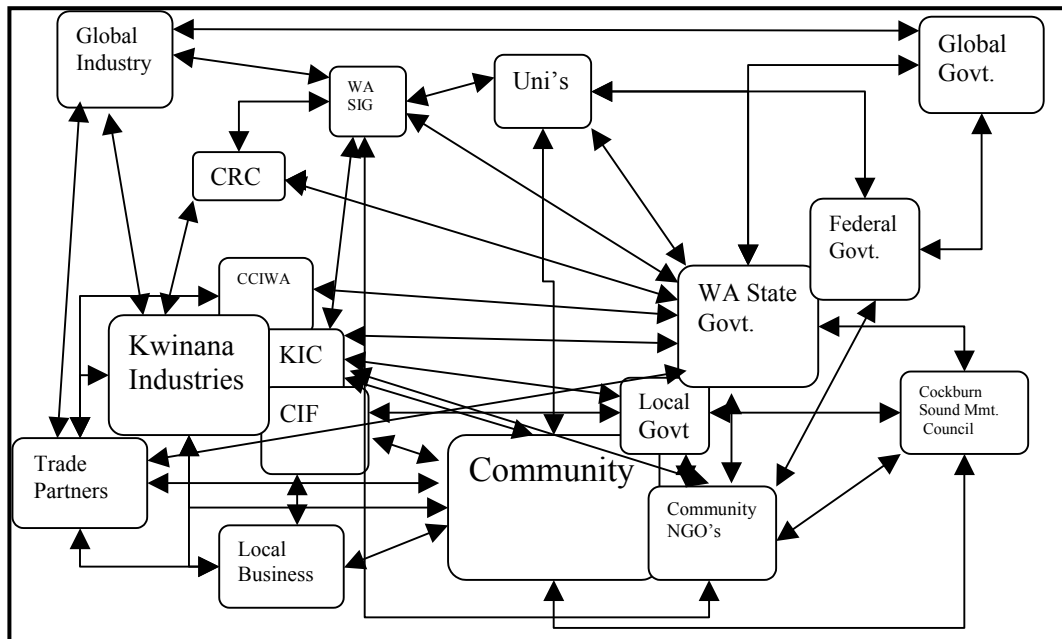 Global
Industry
Global
Govt.
WA
SIG
Uni's
CRC
Federal
Govt.
CCIWA
WA State
Govt.
Kwinana
Industries
KIC
CIF
Local
Govt
Cockburn
Sound Mmt.
Council
Trade
Partners
Community
Community
NGO's
Local
Business